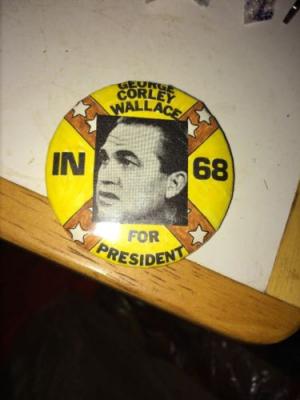 GEORGE
CORLEY
WALLACE
IN 68
FOR
PRESIDENT